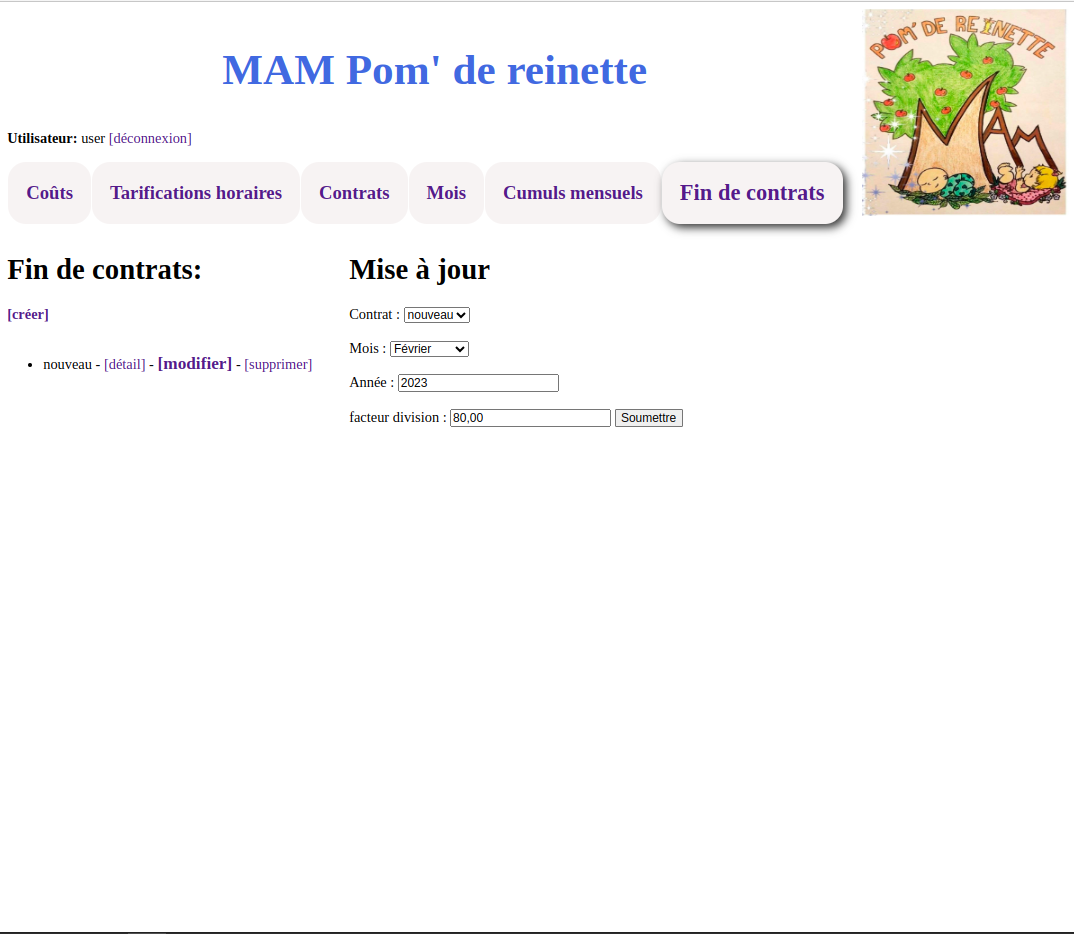 MAM Pom' de reinette
POM' DE REINETTE
MAM
Utilisateur: user [déconnexion]
Coûts Tarifications horaires Contrats Mois Cumuls mensuels Fin de contrats
Fin de contrats:
[créer]
nouveau - [détail] - [modifier] - [supprimer]
Mise à jour
Contrat : nouveau
Mois : Février
Année : 2023
facteur division : 80,00 Soumettre